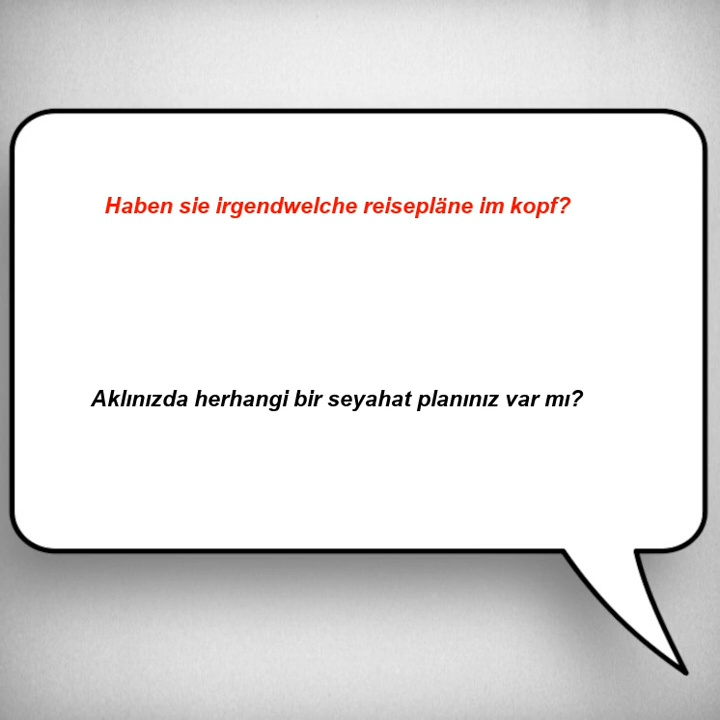 Haben sie irgendwelche reisepläne im kopf?
Aklınızda herhangi bir seyahat planınız var mı?